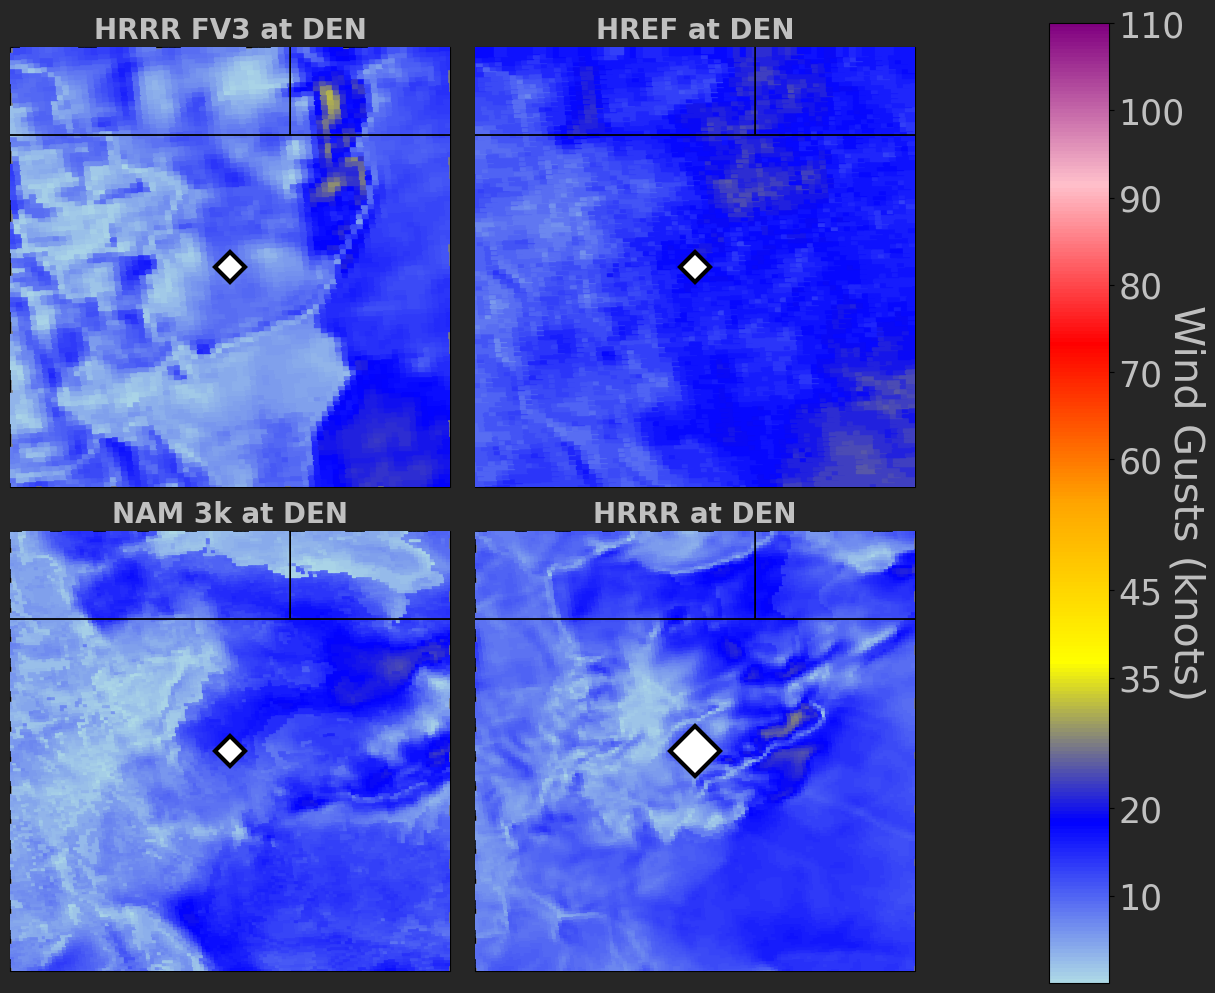 HRRR FV3 at DEN
HREF at DEN
NAM 3k at DEN
HRRR at DEN
110
100
90
80
70
60
45
35
20
10
Wind Gusts (knots)